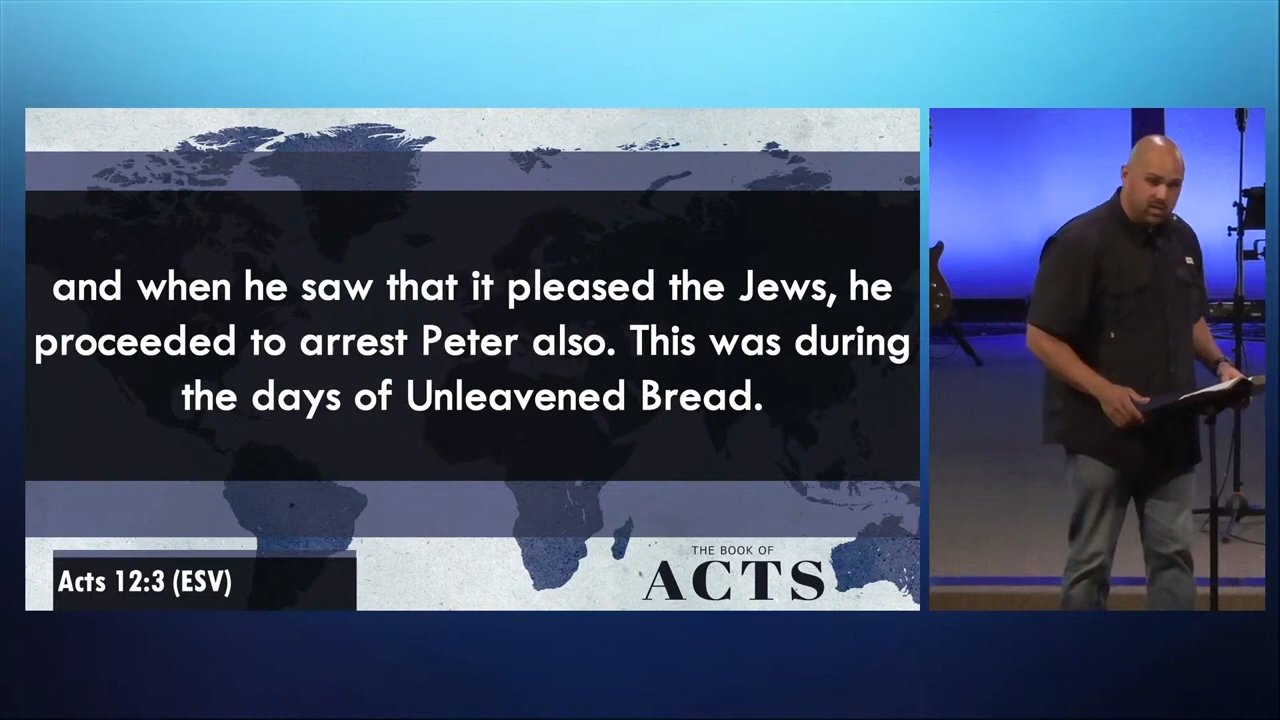 and when he saw that it pleased the Jews, he
proceeded to arrest Peter also. This was during
the days of Unleavened Bread.
Acts 12:3 (ESV)
THE BOOK OF
ACTS